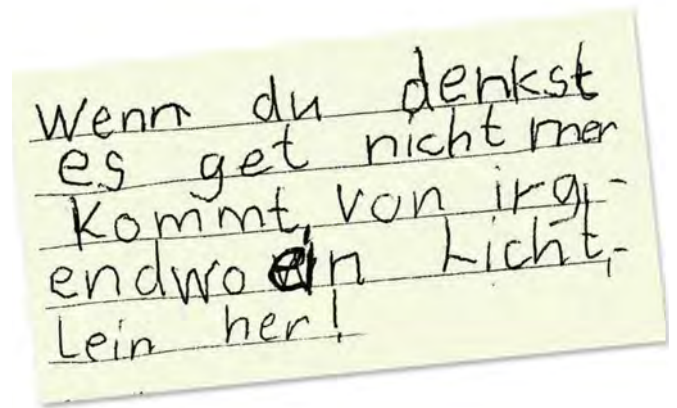 Wenn du denkst
es get nicht mer
kommt, von irg-
endwo ein Licht-
lein her!